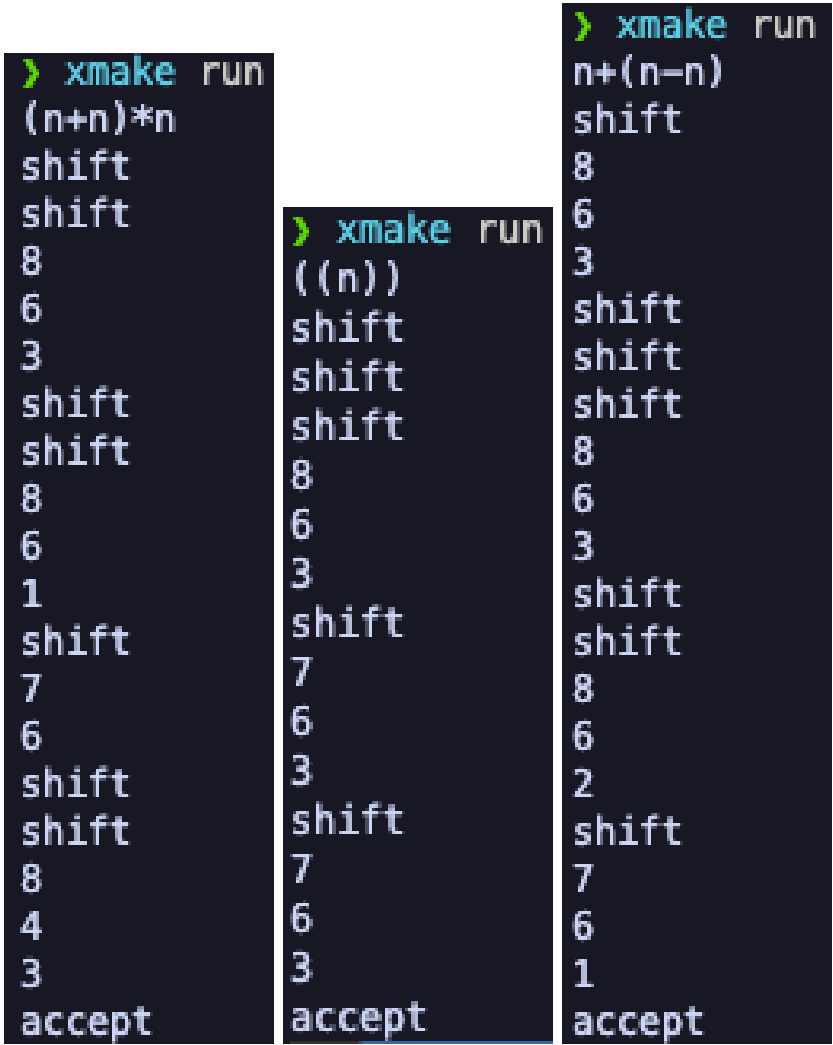 ❯ xmake run
(n+n)*n
shift
shift
8
6
3
shift
shift
8
6
1
shift
7
6
shift
shift
8
4
3
accept
❯ xmake run
((n))
shift
shift
shift
8
6
3
shift
7
6
3
shift
7
6
3
accept
❯ xmake run
n+(n-n)
shift
8
6
3
shift
shift
shift
8
6
3
shift
shift
8
6
2
shift
7
6
1
accept